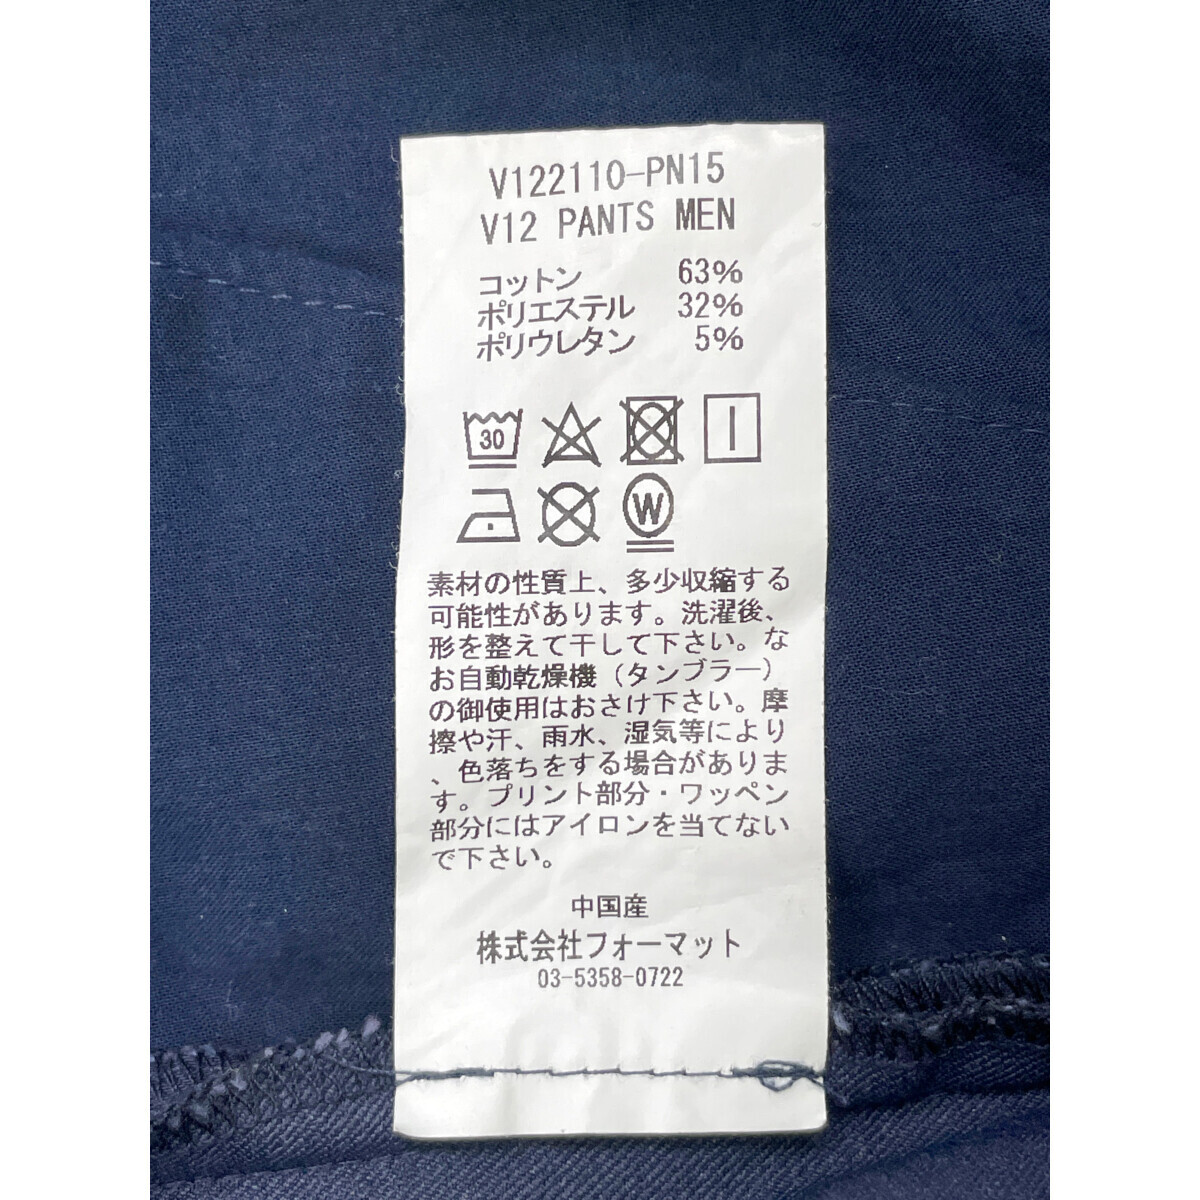 V122110-PN15
V12 PANTS MEN
コットン 63%
ポリエステル 32%
ポリウレタン 5%
30
W
素材の性質上、多少収縮する
可能性があります。洗濯後、
形を整えて干して下さい。な
お自動乾燥機(タンブラー)
の御使用はおさけ下さい。摩
擦や汗、雨水、湿気等により
、色落ちをする場合がありま
す。プリント部分・ワッペン
部分にはアイロンを当てない
で下さい。
中国産
株式会社フォーマット
03-5358-0722